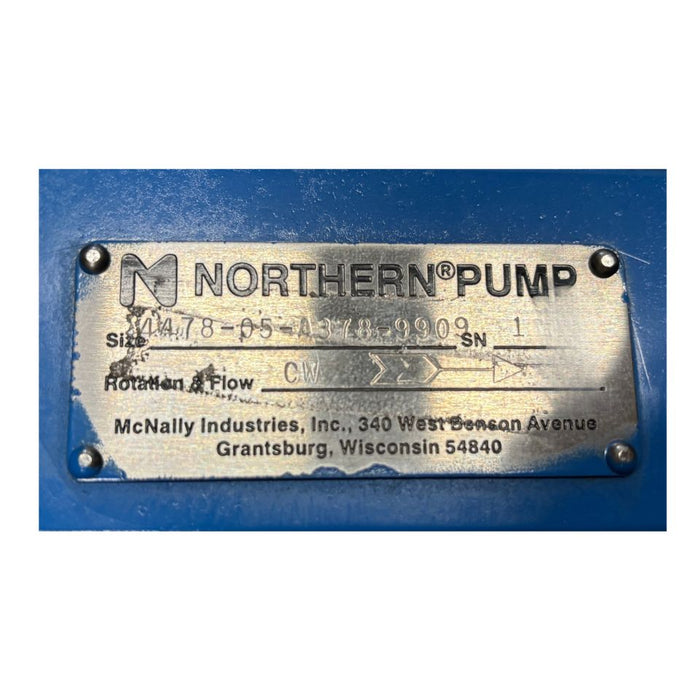 N NORTHERN® PUMP
Size 4478-05-A378-9909 SN 1
Rotation & Flow CW
McNally Industries, Inc., 340 West Benson Avenue
Grantsburg, Wisconsin 54840